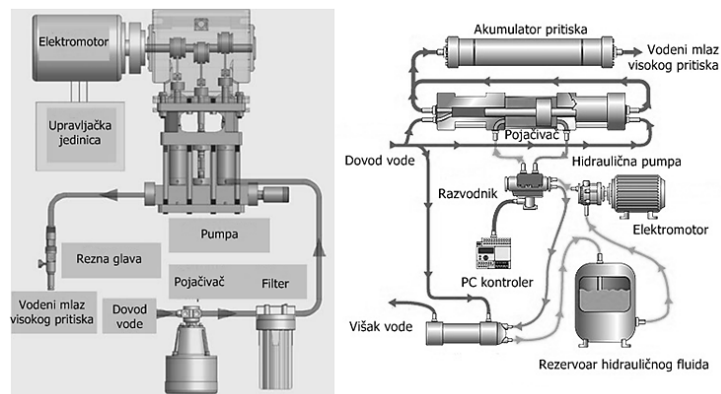 Elektromotor
Upravljačka
jedinica
Pumpa
Rezna glava
Pojačivač
Filter
Vodeni mlaz
visokog pritiska
Dovod
vode
Akumulator pritiska
Vodeni mlaz
visokog pritiska
Pojačivač
Dovod vode
Hidraulična pumpa
Razvodnik
Elektromotor
PC kontroler
Višak vode
Rezervoar hidrauličnog fluida